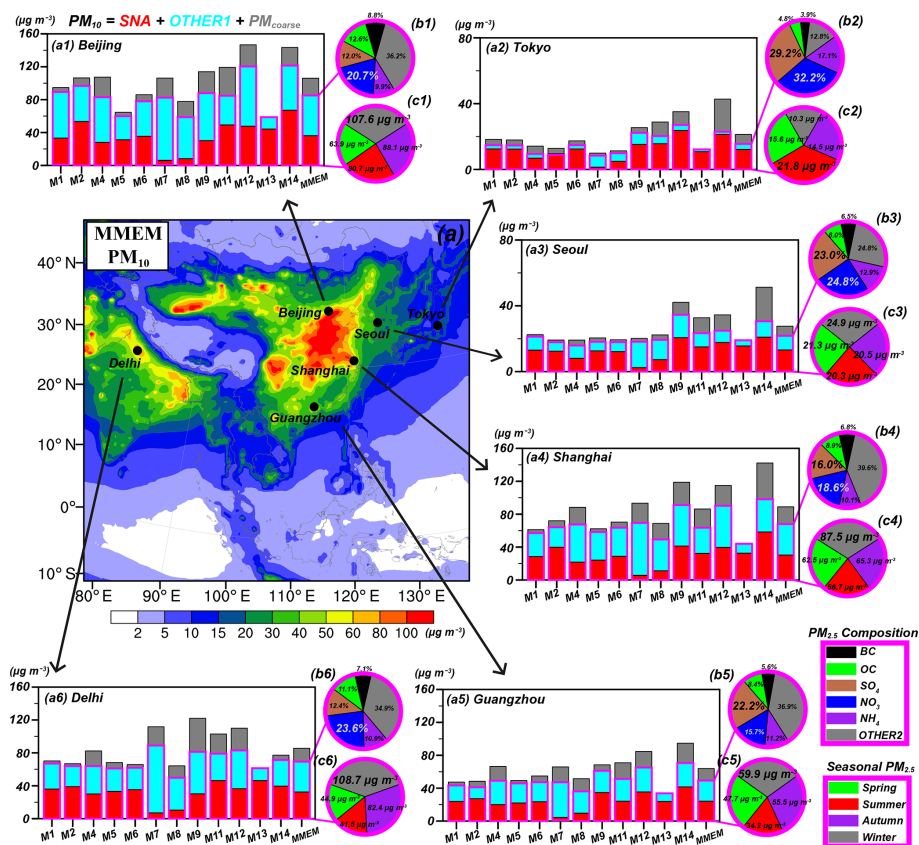 (μg m⁻³) PM₁₀ = SNA + OTHER1 + PMcoarse
(a1) Beijing
160
120
80
40
0
M1 M2 M4 M5 M6 M7 M8 M9 M11 M12 M13 M14 MMEM
(b1)
8.8%
12.6%
36.2%
12.0%
20.7%
9.9%
(c1)
107.6 μg m⁻³
63.9 μg m⁻³
88.1 μg m⁻³
(μg m⁻³)
(a2) Tokyo
80
40
0
M1 M2 M4 M5 M6 M7 M8 M9 M11 M12 M13 M14 MMEM
(b2)
4.8%
3.9%
12.8%
29.2%
17.1%
32.2%
(c2)
10.3 μg m⁻³
15.6 μg m⁻³
14.5 μg m⁻³
21.8 μg m⁻³
MMEM
PM₁₀
(a)
40° N
30° N
20° N
10° N
0°
10° S
80° E
90° E
100° E
110° E
120° E
130° E
Beijing
Seoul
Tokyo
Delhi
Shanghai
Guangzhou
2 5 10 15 20 30 40 50 60 80 100 (μg m⁻³)
(μg m⁻³)
(a3) Seoul
80
40
0
M1 M2 M4 M5 M6 M7 M8 M9 M11 M12 M13 M14 MMEM
(b3)
6.5%
8.0%
24.8%
23.0%
12.9%
24.8%
(c3)
24.9 μg m⁻³
21.3 μg m⁻³
20.5 μg m⁻³
20.3 μg m⁻³
(μg m⁻³)
(a4) Shanghai
160
120
80
40
0
M1 M2 M4 M5 M6 M7 M8 M9 M11 M12 M13 M14 MMEM
(b4)
6.8%
8.9%
39.6%
16.0%
18.6%
10.1%
(c4)
87.5 μg m⁻³
62.5 μg m⁻³
65.3 μg m⁻³
(μg m⁻³)
(a6) Delhi
160
120
80
40
0
M1 M2 M4 M5 M6 M7 M8 M9 M11 M12 M13 M14 MMEM
(b6)
7.1%
11.1%
34.9%
12.4%
23.6%
10.9%
(c6)
108.7 μg m⁻³
44.9 μg m⁻³
82.4 μg m⁻³
41.5 μg m⁻³
(μg m⁻³)
(a5) Guangzhou
160
120
80
40
0
M1 M2 M4 M5 M6 M7 M8 M9 M11 M12 M13 M14 MMEM
(b5)
5.6%
8.4%
36.9%
22.2%
15.7%
11.2%
(c5)
59.9 μg m⁻³
47.7 μg m⁻³
55.5 μg m⁻³
PM₂.₅ Composition
BC
OC
SO₄
NO₃
NH₄
OTHER2
Seasonal PM₂.₅
Spring
Summer
Autumn
Winter